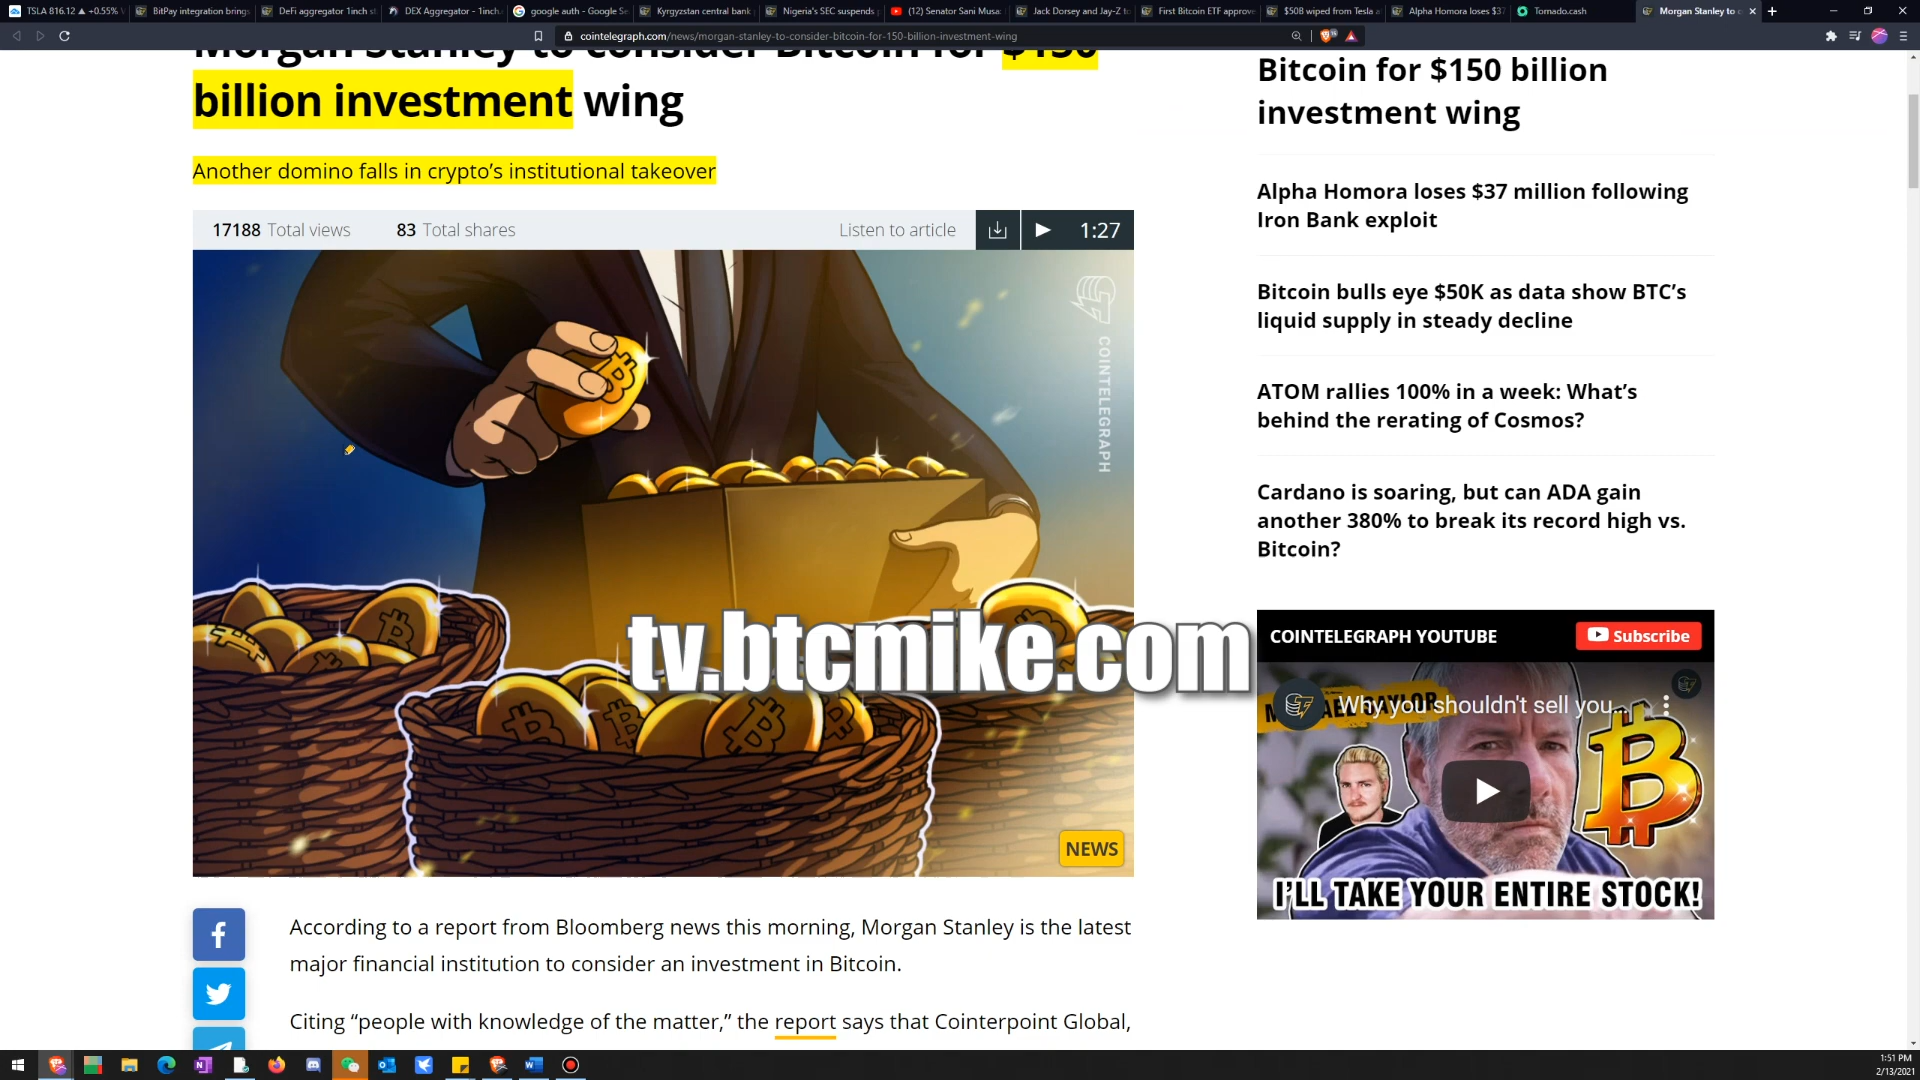 TSLA 816.12 ▲ +0.55%
BitPay integration brings
DeFi aggregator 1inch
DEX Aggregator - 1inch
google auth - Google Se
Kyrgyzstan central bank
Nigeria's SEC suspends
(12) Senator Sani Musa:
Jack Dorsey and Jay-Z to
First Bitcoin ETF approve
$50B wiped from Tesla a
Alpha Homora loses $37
Tornado.cash
Morgan Stanley to c
cointelegraph.com/news/morgan-stanley-to-consider-bitcoin-for-150-billion-investment-wing
Morgan Stanley to consider Bitcoin for $150
billion investment wing
Another domino falls in crypto's institutional takeover
17188 Total views 83 Total shares Listen to article 1:27
COINTELEGRAPH
tv.btcmike.com
NEWS
According to a report from Bloomberg news this morning, Morgan Stanley is the latest
major financial institution to consider an investment in Bitcoin.
Citing “people with knowledge of the matter,” the report says that Cointerpoint Global,
Bitcoin for $150 billion
investment wing
Alpha Homora loses $37 million following
Iron Bank exploit
Bitcoin bulls eye $50K as data show BTC’s
liquid supply in steady decline
ATOM rallies 100% in a week: What’s
behind the rerating of Cosmos?
Cardano is soaring, but can ADA gain
another 380% to break its record high vs.
Bitcoin?
COINTELEGRAPH YOUTUBE Subscribe
Why you shouldn't sell you...
I'LL TAKE YOUR ENTIRE STOCK!
1:51 PM
2/13/2021